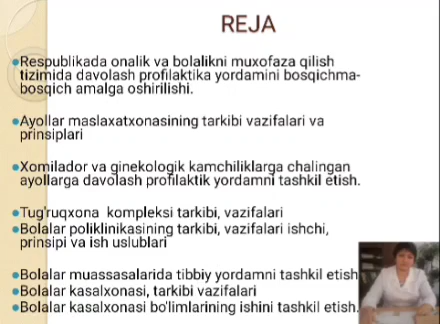 REJA
Respublikada onalik va bolalikni muxofaza qilish
tizimida davolash profilaktika yordamini bosqichma-
bosqich amalga oshirilishi.
Ayollar maslaxatxonasining tarkibi vazifalari va
prinsiplari
Xomilador va ginekologik kamchiliklarga chalingan
ayollarga davolash profilaktik yordamni tashkil etish.
Tug'ruqxona kompleksi tarkibi, vazifalari
Bolalar poliklinikasining tarkibi, vazifalari ishchi,
prinsipi va ish uslublari
Bolalar muassasalarida tibbiy yordamni tashkil etish
Bolalar kasalxonasi, tarkibi vazifalari
Bolalar kasalxonasi bo'limlarining ishini tashkil etish.